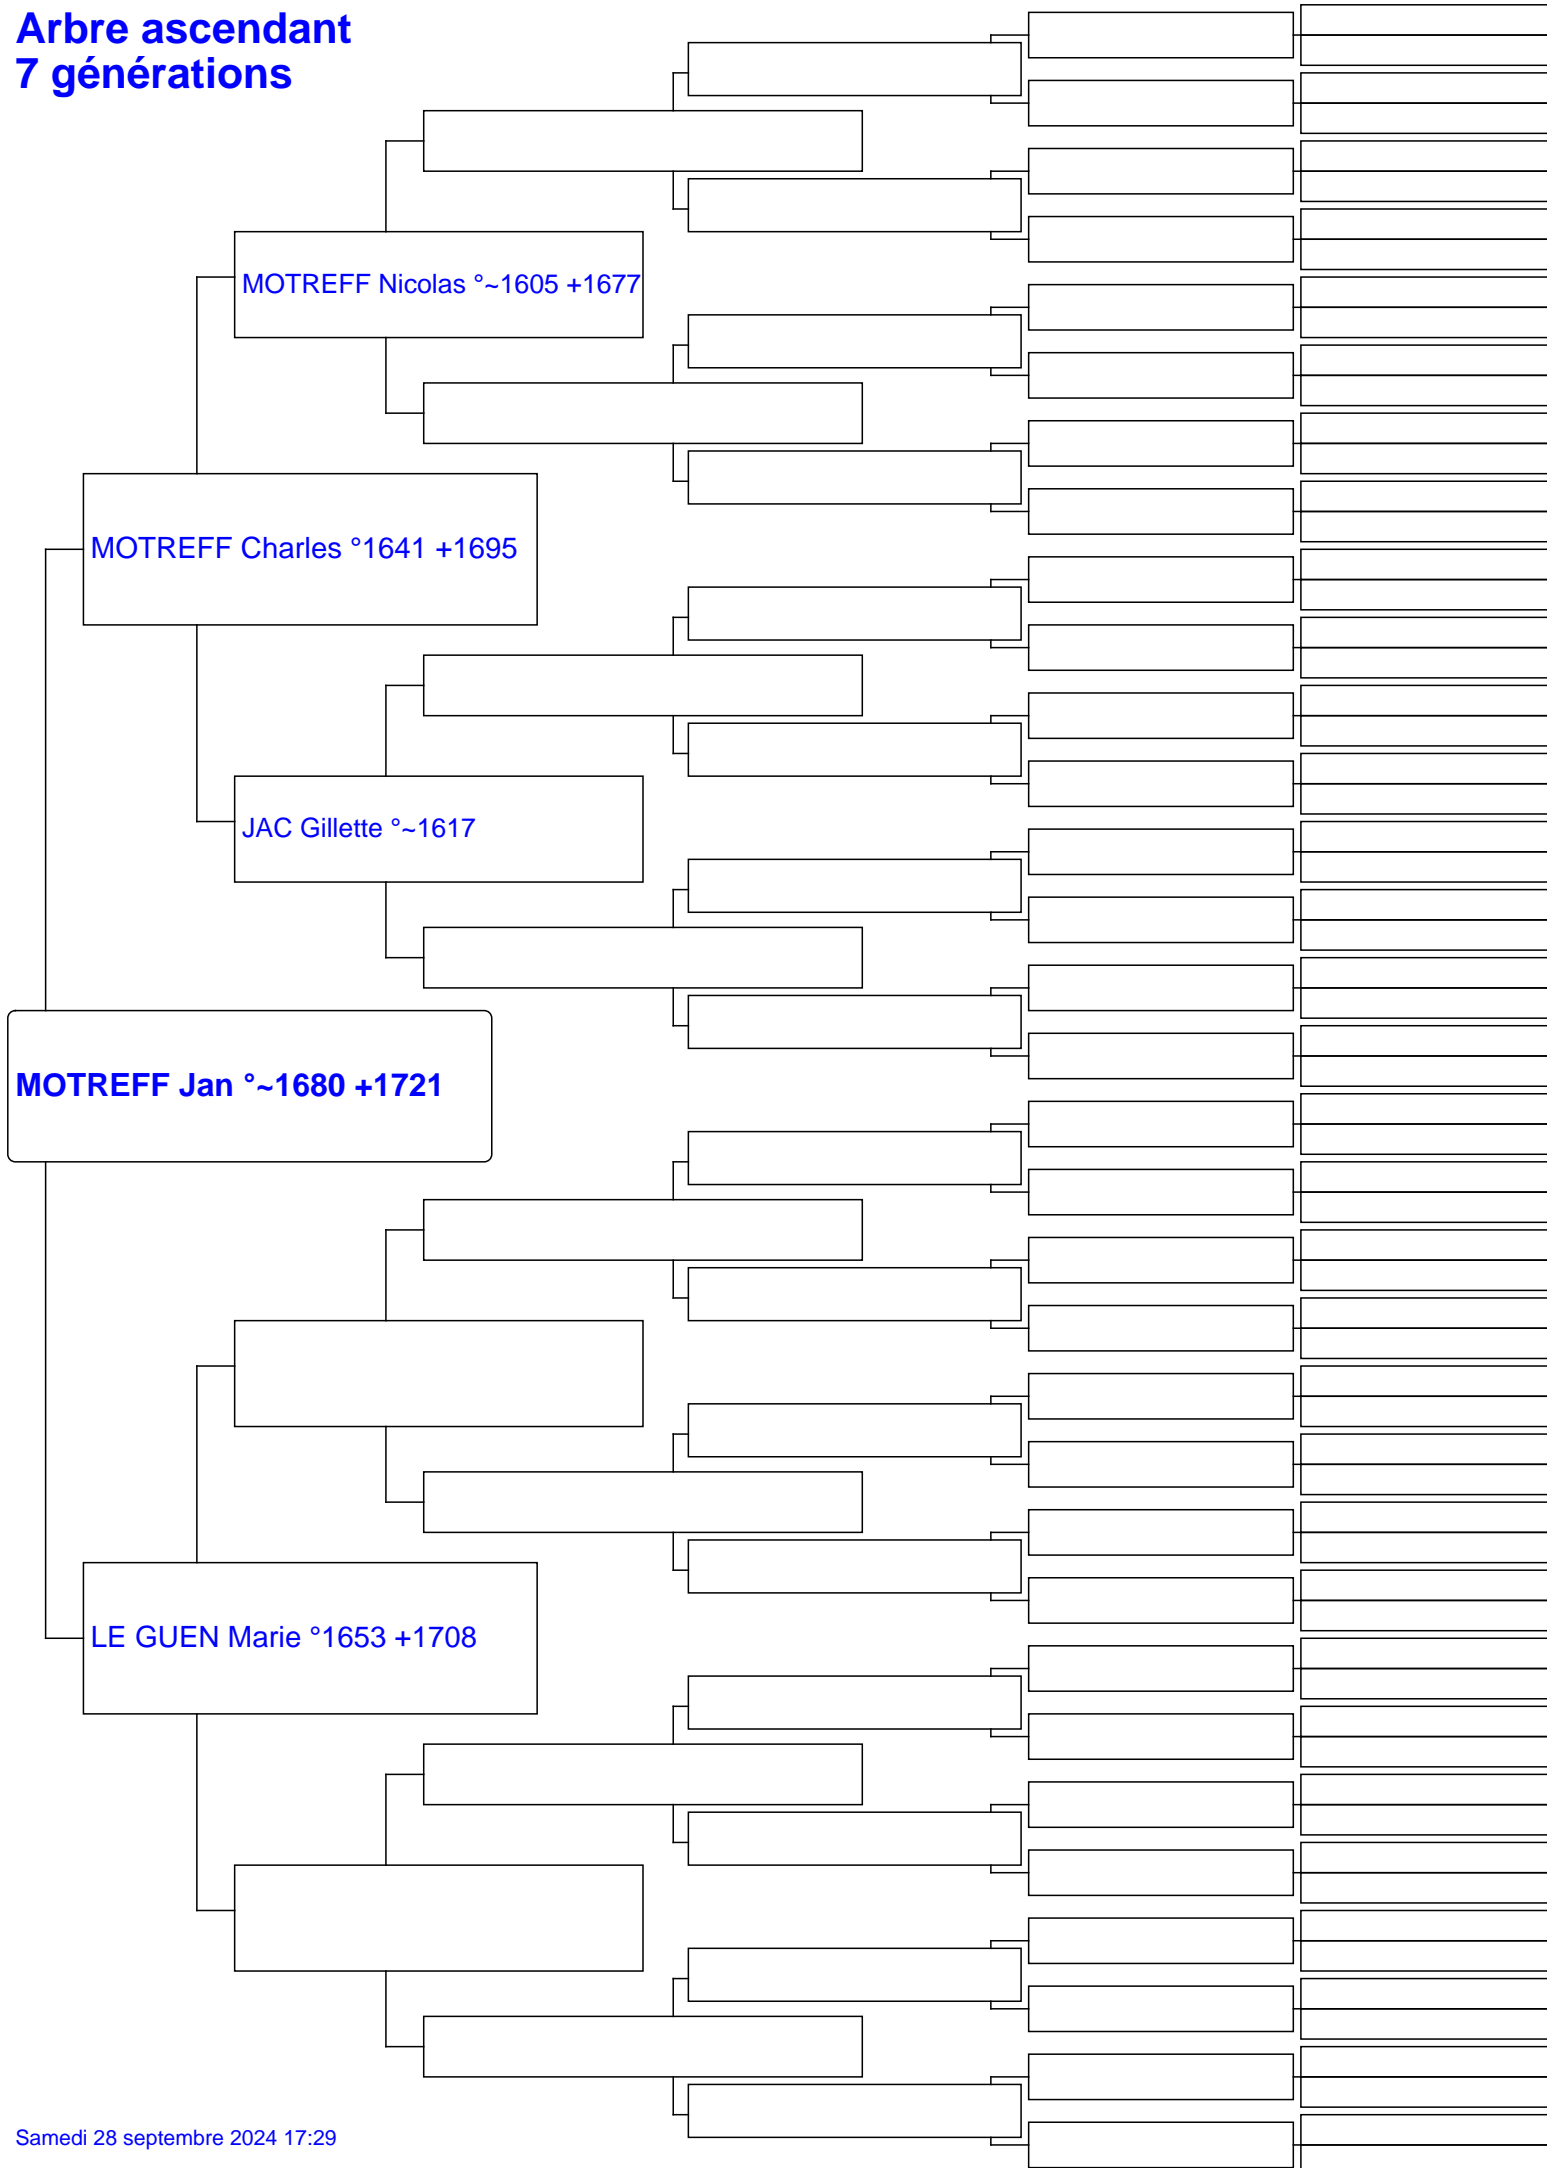 Arbre ascendant
7 générations
MOTREFF Nicolas °~1605 +1677
MOTREFF Charles °1641 +1695
JAC Gillette °~1617
MOTREFF Jan °~1680 +1721
LE GUEN Marie °1653 +1708
Samedi 28 septembre 2024 17:29